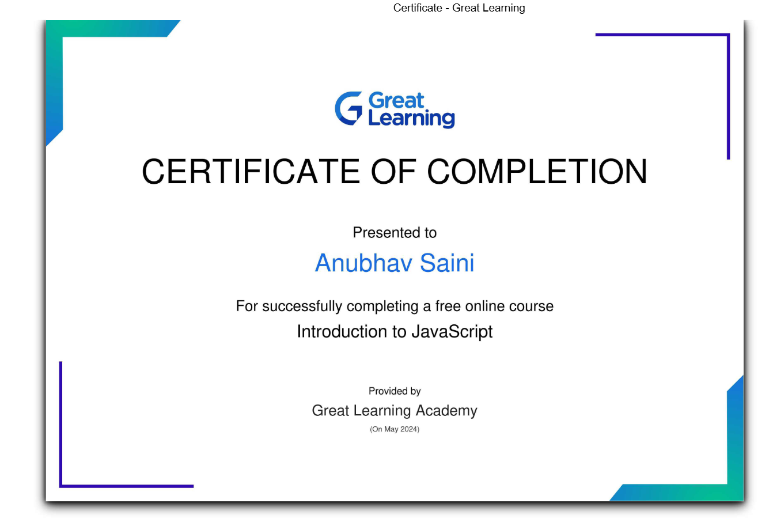 Certificate - Great Learning
Great
Learning
CERTIFICATE OF COMPLETION
Presented to
Anubhav Saini
For successfully completing a free online course
Introduction to JavaScript
Provided by
Great Learning Academy
(On May 2024)